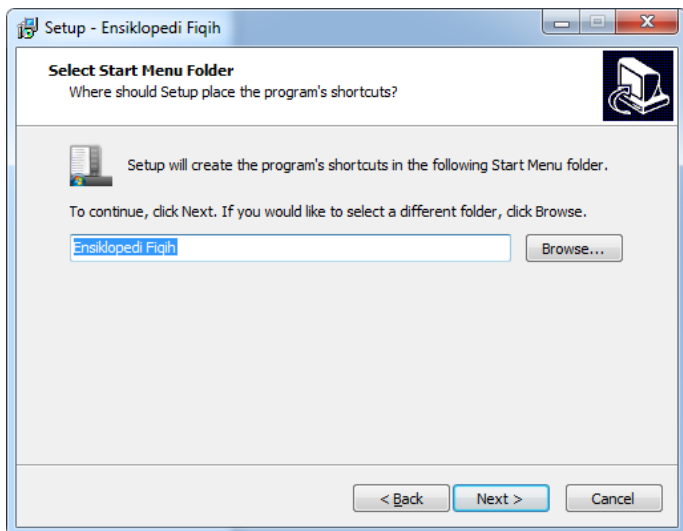 Setup - Ensiklopedi Fiqih
Select Start Menu Folder
Where should Setup place the program's shortcuts?
Setup will create the program's shortcuts in the following Start Menu folder.
To continue, click Next. If you would like to select a different folder, click Browse.
Ensiklopedi Fiqih
Browse...
< Back
Next >
Cancel